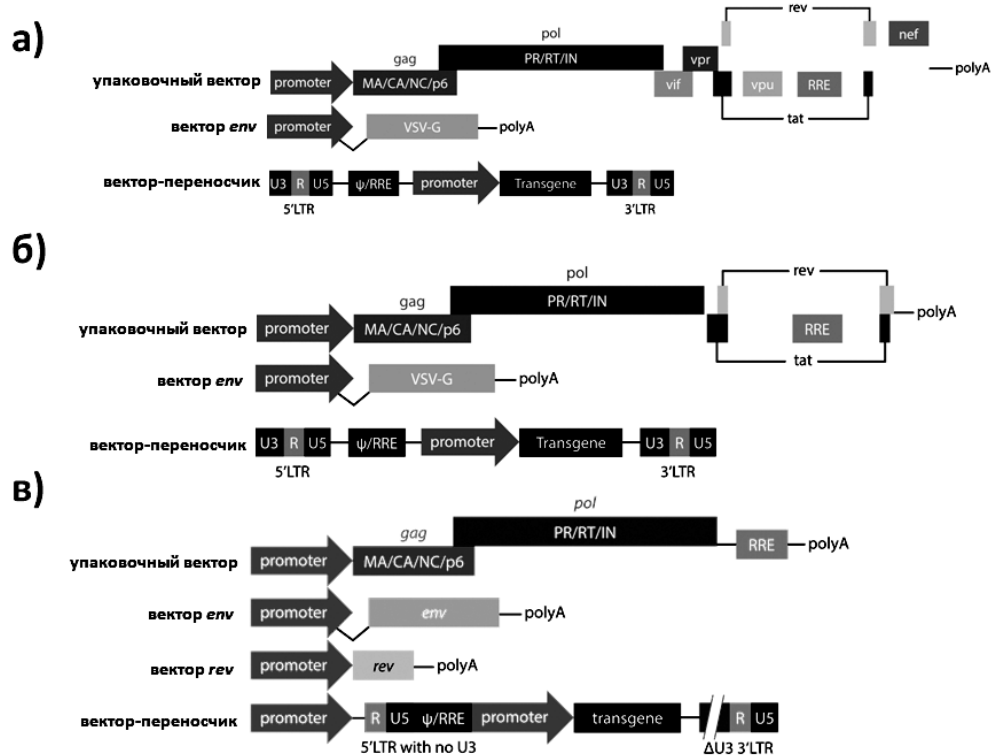 а)
rev
nef
pol
gag
PR/RT/IN
vpr
polyA
упаковочный вектор
promoter
MA/CA/NC/p6
vif
vpu
RRE
tat
вектор env
promoter
VSV-G
polyA
вектор-переносчик
U3 R U5
ψ/RRE
promoter
Transgene
U3 R U5
5'LTR
3'LTR
б)
rev
pol
gag
PR/RT/IN
polyA
упаковочный вектор
promoter
MA/CA/NC/p6
RRE
tat
вектор env
promoter
VSV-G
polyA
вектор-переносчик
U3 R U5
ψ/RRE
promoter
Transgene
U3 R U5
5'LTR
3'LTR
в)
pol
gag
PR/RT/IN
RRE
polyA
упаковочный вектор
promoter
MA/CA/NC/p6
вектор env
promoter
env
polyA
вектор rev
promoter
rev
polyA
вектор-переносчик
promoter
R U5 ψ/RRE
promoter
transgene
R U5
5'LTR with no U3
ΔU3 3'LTR